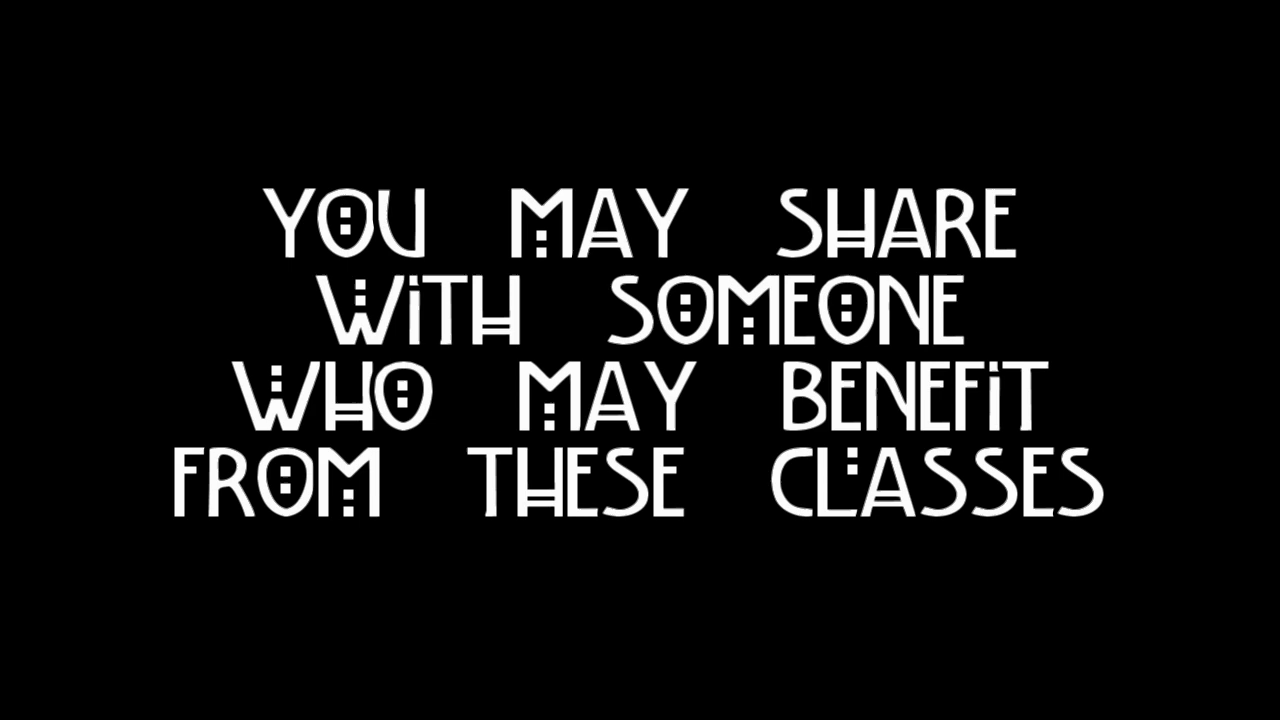 YOU MAY SHARE
WiTH SOMEONE
WHO MAY BENEFiT
FROM THESE CLASSES